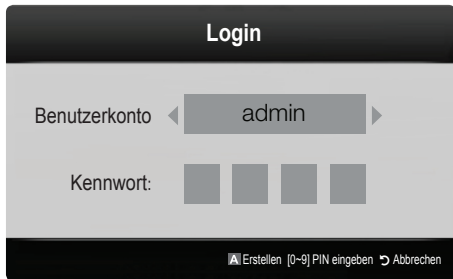 Login
Benutzerkonto admin
Kennwort:
A Erstellen [0~9] PIN eingeben Abbrechen